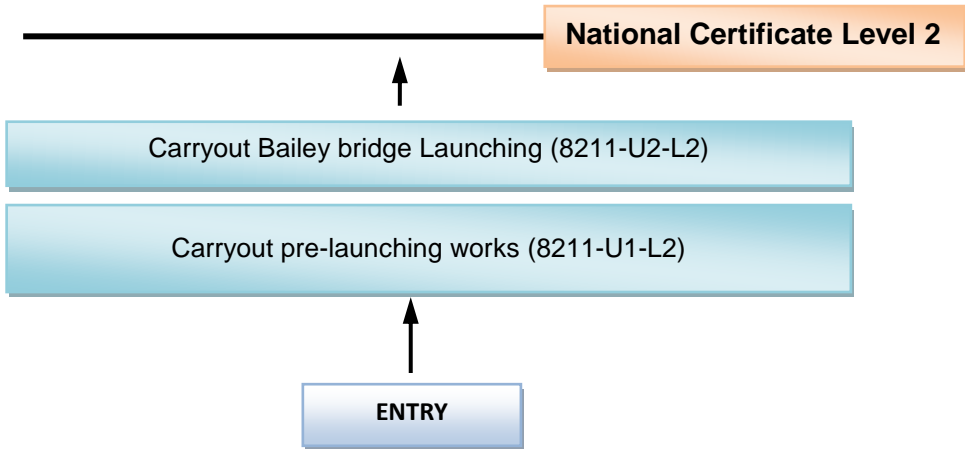 National Certificate Level 2
Carryout Bailey bridge Launching (8211-U2-L2)
Carryout pre-launching works (8211-U1-L2)
ENTRY